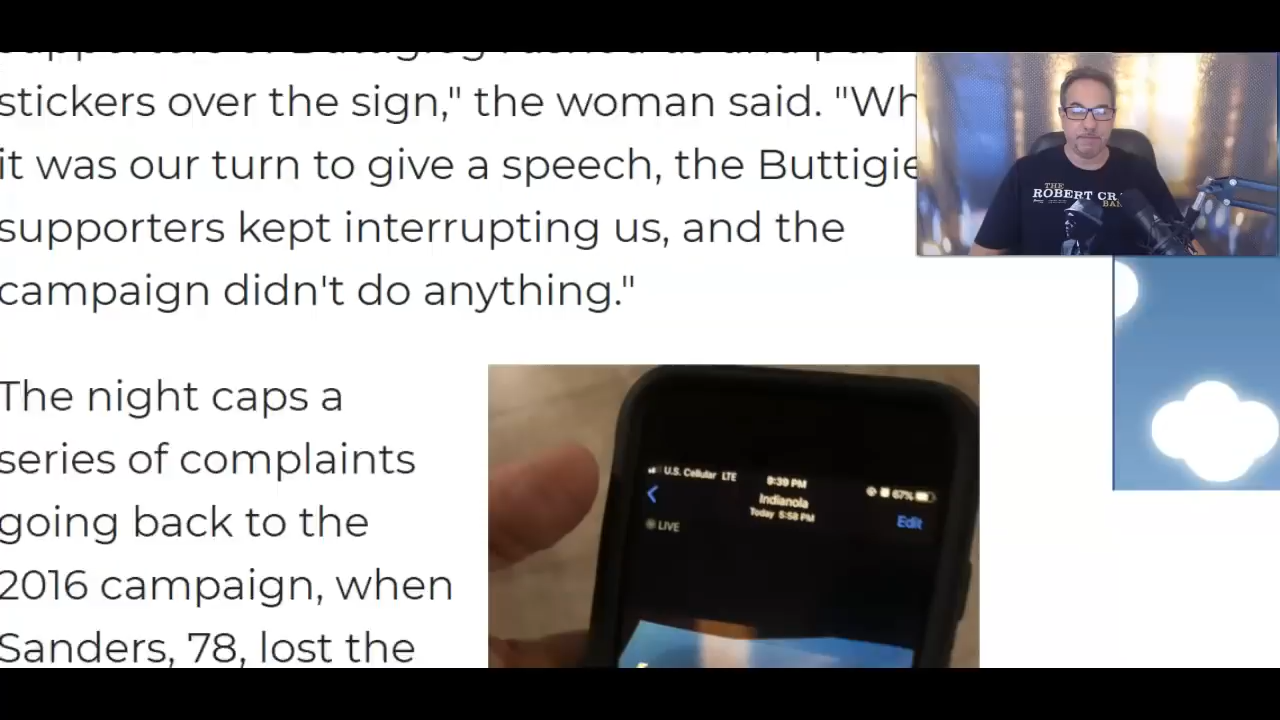 stickers over the sign," the woman said. "Wh
it was our turn to give a speech, the Buttigie
supporters kept interrupting us, and the
campaign didn't do anything."
THE
ROBERT CR
BAN
The night caps a
series of complaints
going back to the
2016 campaign, when
Sanders, 78, lost the
U.S. Cellular LTE 9:39 PM 67%
Indianola
Today 5:58 PM
Edit
LIVE